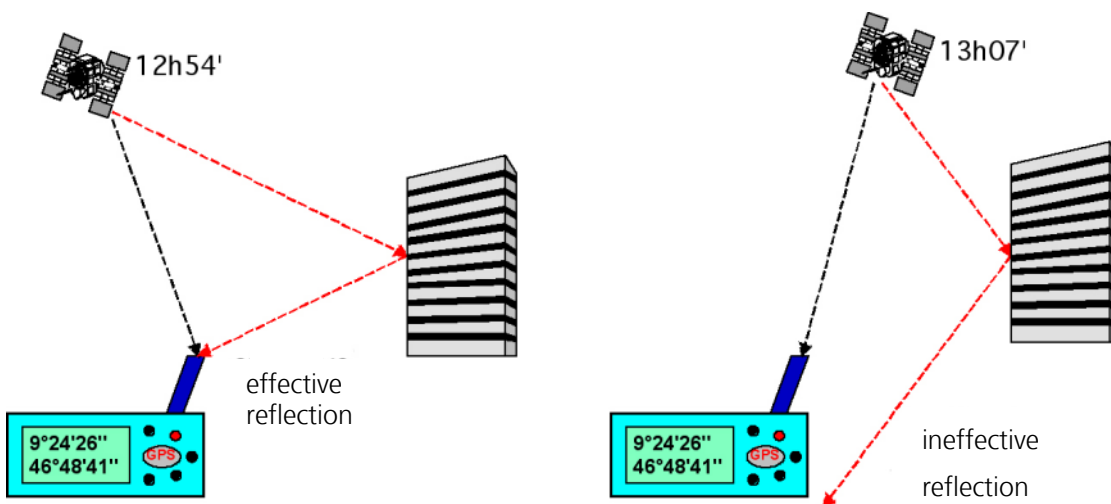 12h54'
effective
reflection
9°24'26"
46°48'41"
GPS
13h07'
9°24'26"
46°48'41"
GPS
ineffective
reflection